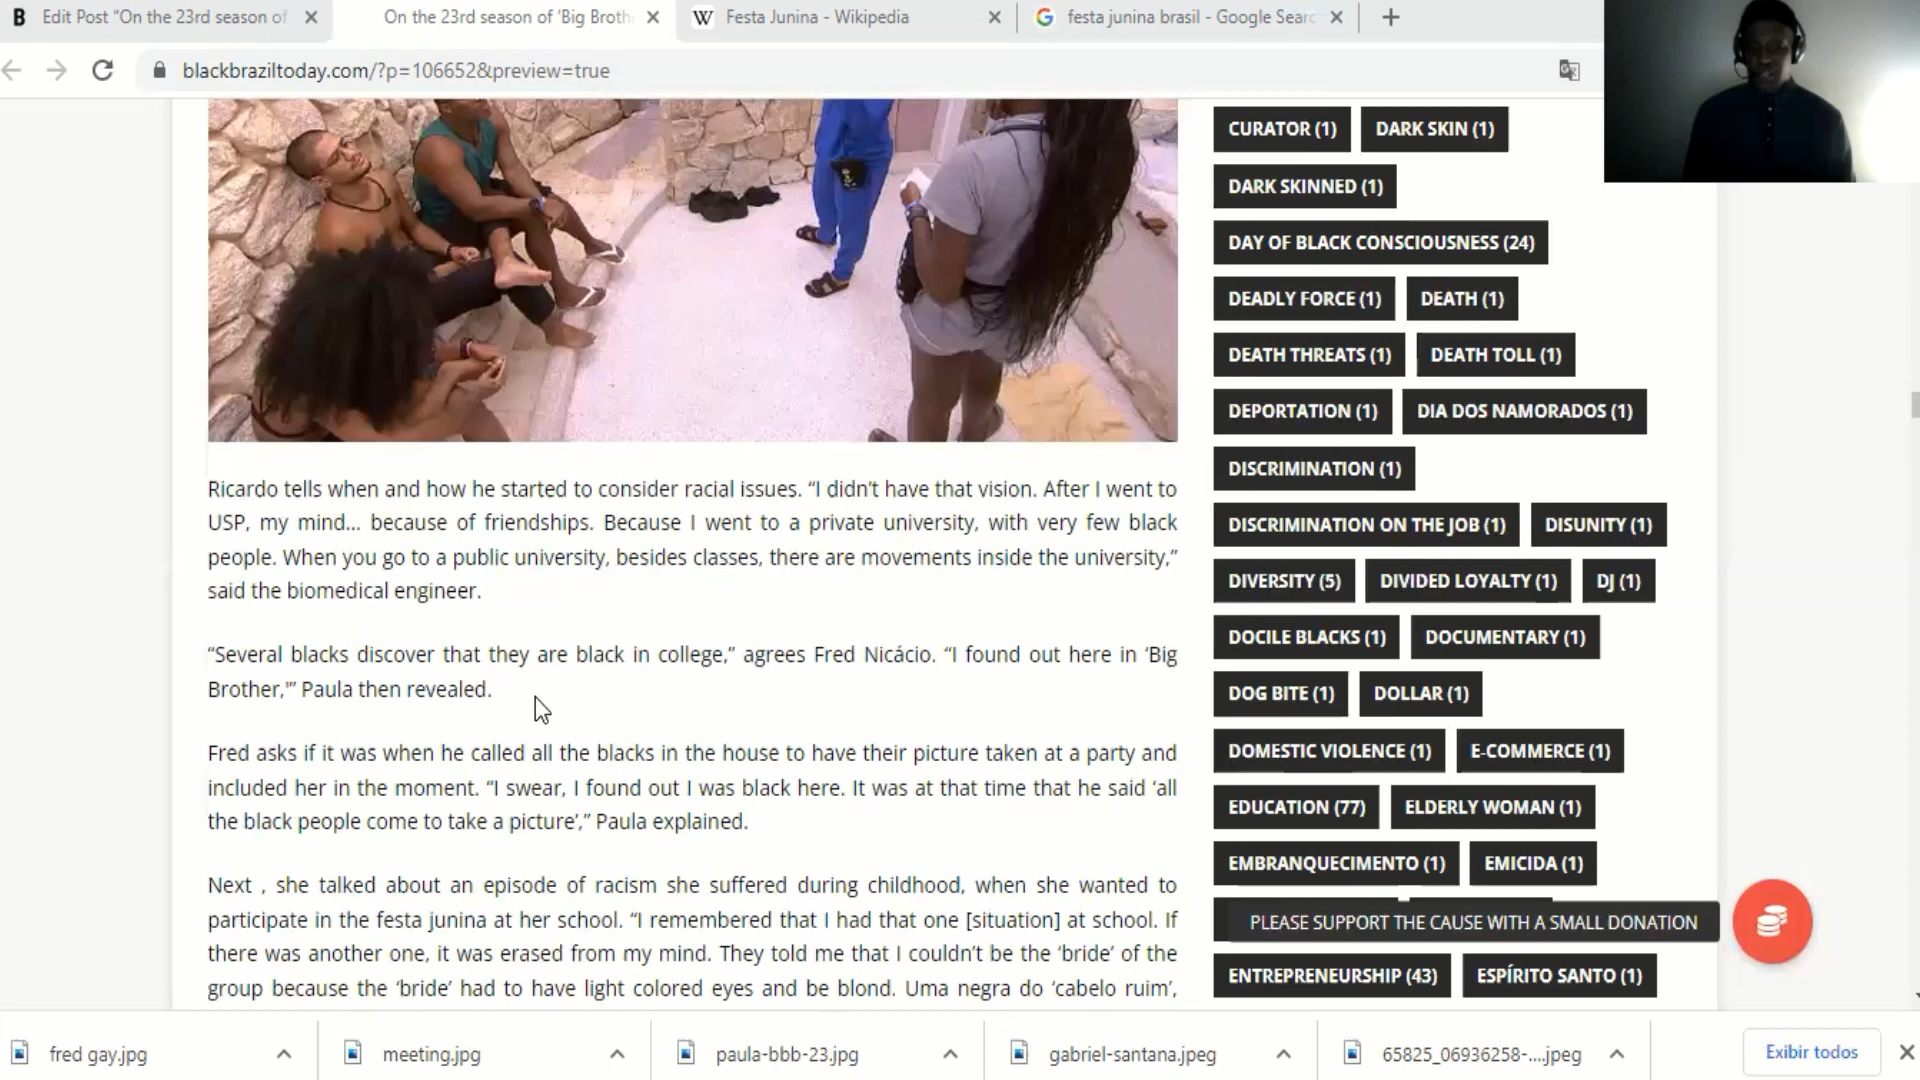 Edit Post “On the 23rd season of
On the 23rd season of ‘Big Broth
Festa Junina - Wikipedia
festa junina brasil - Google Searc
blackbraziltoday.com/?p=106652&preview=true
Ricardo tells when and how he started to consider racial issues. “I didn’t have that vision. After I went to
USP, my mind... because of friendships. Because I went to a private university, with very few black
people. When you go to a public university, besides classes, there are movements inside the university,”
said the biomedical engineer.
“Several blacks discover that they are black in college,” agrees Fred Nicácio. “I found out here in ‘Big
Brother,’” Paula then revealed.
Fred asks if it was when he called all the blacks in the house to have their picture taken at a party and
included her in the moment. “I swear, I found out I was black here. It was at that time that he said ‘all
the black people come to take a picture’,” Paula explained.
Next , she talked about an episode of racism she suffered during childhood, when she wanted to
participate in the festa junina at her school. “I remembered that I had that one [situation] at school. If
there was another one, it was erased from my mind. They told me that I couldn’t be the ‘bride’ of the
group because the ‘bride’ had to have light colored eyes and be blond. Uma negra do ‘cabelo ruim’,
CURATOR (1) DARK SKIN (1)
DARK SKINNED (1)
DAY OF BLACK CONSCIOUSNESS (24)
DEADLY FORCE (1) DEATH (1)
DEATH THREATS (1) DEATH TOLL (1)
DEPORTATION (1) DIA DOS NAMORADOS (1)
DISCRIMINATION (1)
DISCRIMINATION ON THE JOB (1) DISUNITY (1)
DIVERSITY (5) DIVIDED LOYALTY (1) DJ (1)
DOCILE BLACKS (1) DOCUMENTARY (1)
DOG BITE (1) DOLLAR (1)
DOMESTIC VIOLENCE (1) E-COMMERCE (1)
EDUCATION (77) ELDERLY WOMAN (1)
EMBRANQUECIMENTO (1) EMICIDA (1)
PLEASE SUPPORT THE CAUSE WITH A SMALL DONATION
ENTREPRENEURSHIP (43) ESPÍRITO SANTO (1)
fred gay.jpg
meeting.jpg
paula-bbb-23.jpg
gabriel-santana.jpeg
65825_06936258-....jpeg
Exibir todos